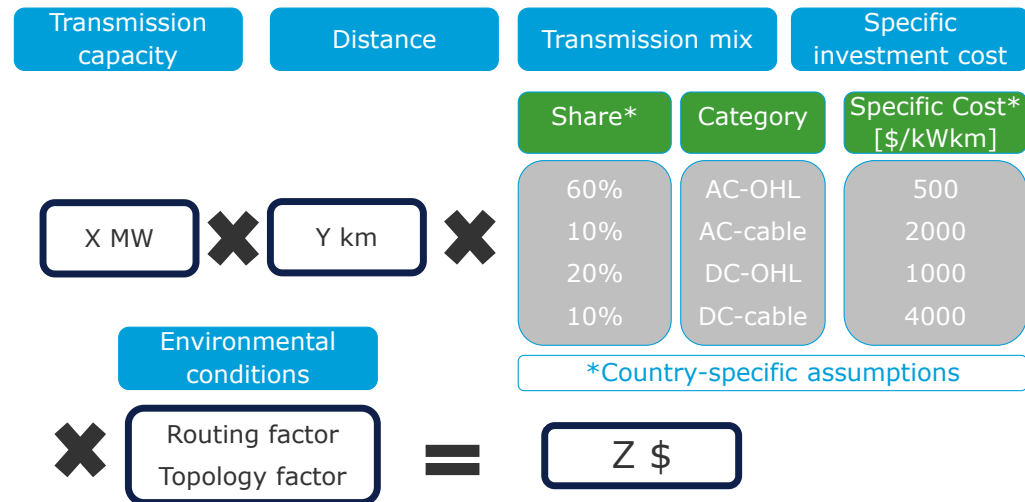 Transmission
capacity
Distance
Transmission mix
Specific
investment cost
Share*
Category
Specific Cost*
[$/kWkm]
60%
AC-OHL
500
10%
AC-cable
2000
20%
DC-OHL
1000
10%
DC-cable
4000
X MW
Y km
*Country-specific assumptions
Environmental
conditions
Routing factor
Topology factor
=
Z $